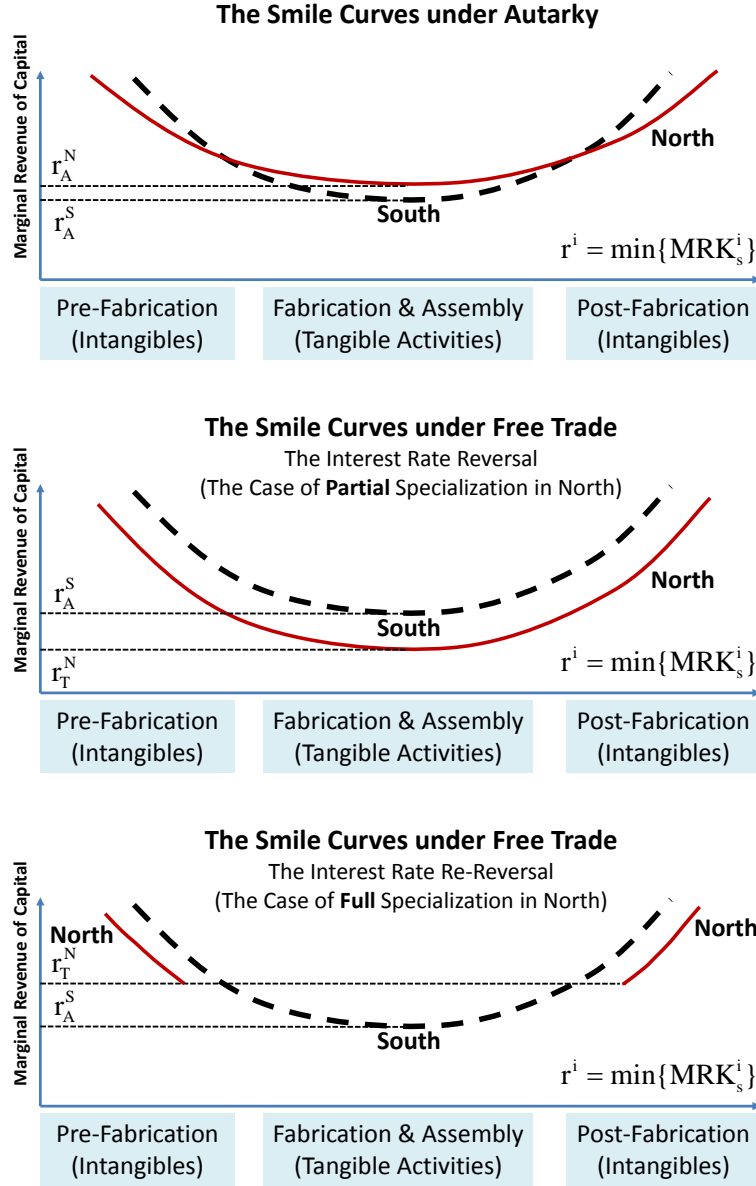 The Smile Curves under Autarky
Marginal Revenue of Capital
North
r_A^N
r_A^S
South
r^i = min{MRK_s^i}
Pre-Fabrication
(Intangibles)
Fabrication & Assembly
(Tangible Activities)
Post-Fabrication
(Intangibles)
The Smile Curves under Free Trade
The Interest Rate Reversal
(The Case of Partial Specialization in North)
Marginal Revenue of Capital
r_A^S
North
South
r_T^N
r^i = min{MRK_s^i}
Pre-Fabrication
(Intangibles)
Fabrication & Assembly
(Tangible Activities)
Post-Fabrication
(Intangibles)
The Smile Curves under Free Trade
The Interest Rate Re-Reversal
(The Case of Full Specialization in North)
Marginal Revenue of Capital
North
North
r_T^N
r_A^S
South
r^i = min{MRK_s^i}
Pre-Fabrication
(Intangibles)
Fabrication & Assembly
(Tangible Activities)
Post-Fabrication
(Intangibles)